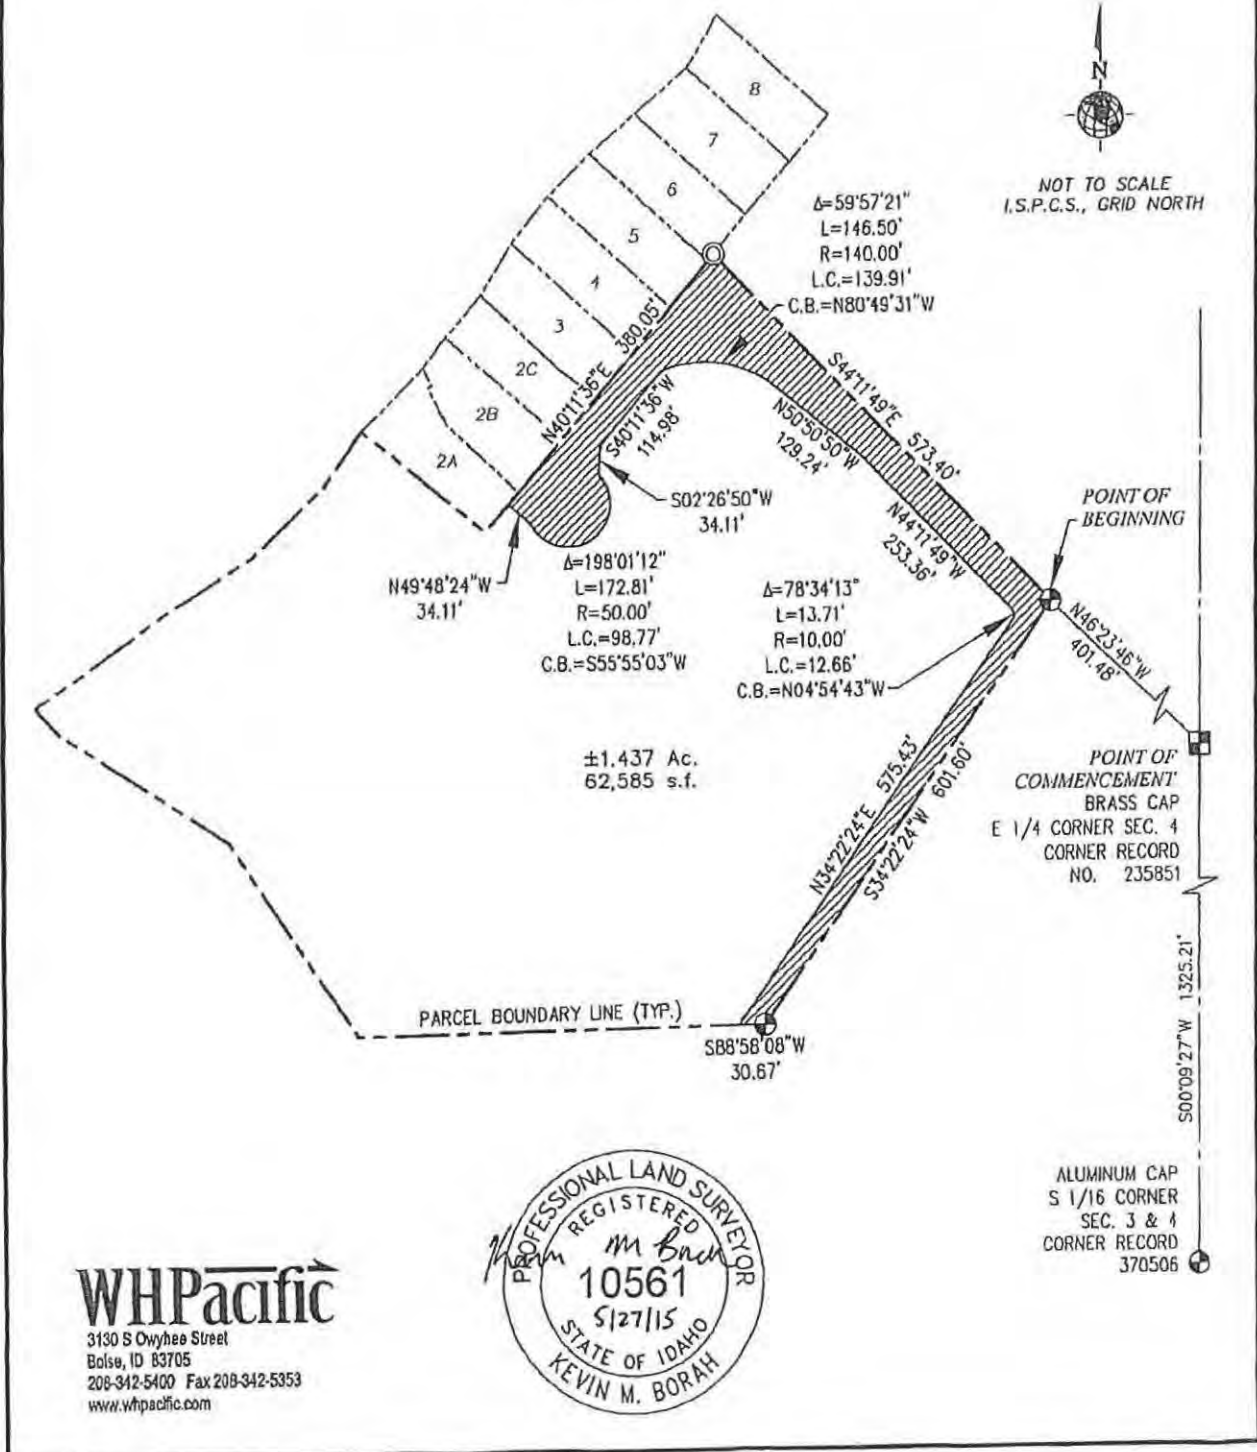 8
7
6
5
4
3
2C
2B
2A
N
NOT TO SCALE
I.S.P.C.S., GRID NORTH
Δ=59°57'21"
L=146.50'
R=140.00'
L.C.=139.91'
C.B.=N80°49'31"W
N40°11'36"E 380.05'
S40°11'36"W
114.98'
S44°11'49"E 573.40'
N50°50'50"W
129.24'
S02°26'50"W
34.11'
N44°11'49"W
253.36'
POINT OF
BEGINNING
N49°48'24"W
34.11'
Δ=198°01'12"
L=172.81'
R=50.00'
L.C.=98.77'
C.B.=S55°55'03"W
Δ=78°34'13"
L=13.71'
R=10.00'
L.C.=12.66'
C.B.=N04°54'43"W
N46°23'46"W
401.48'
±1.437 Ac.
62,585 s.f.
N34°22'24"E 575.43'
S34°22'24"W 601.60'
POINT OF
COMMENCEMENT
BRASS CAP
E 1/4 CORNER SEC. 4
CORNER RECORD
NO. 235851
PARCEL BOUNDARY LINE (TYP.)
S88°58'08"W
30.67'
S00°09'27"W 1325.21'
ALUMINUM CAP
S 1/16 CORNER
SEC. 3 & 4
CORNER RECORD
370506
PROFESSIONAL LAND SURVEYOR
REGISTERED
Kevin M Borah
10561
5/27/15
STATE OF IDAHO
KEVIN M. BORAH
WHPacific
3130 S Owyhee Street
Boise, ID 83705
208-342-5400 Fax 208-342-5353
www.whpacific.com